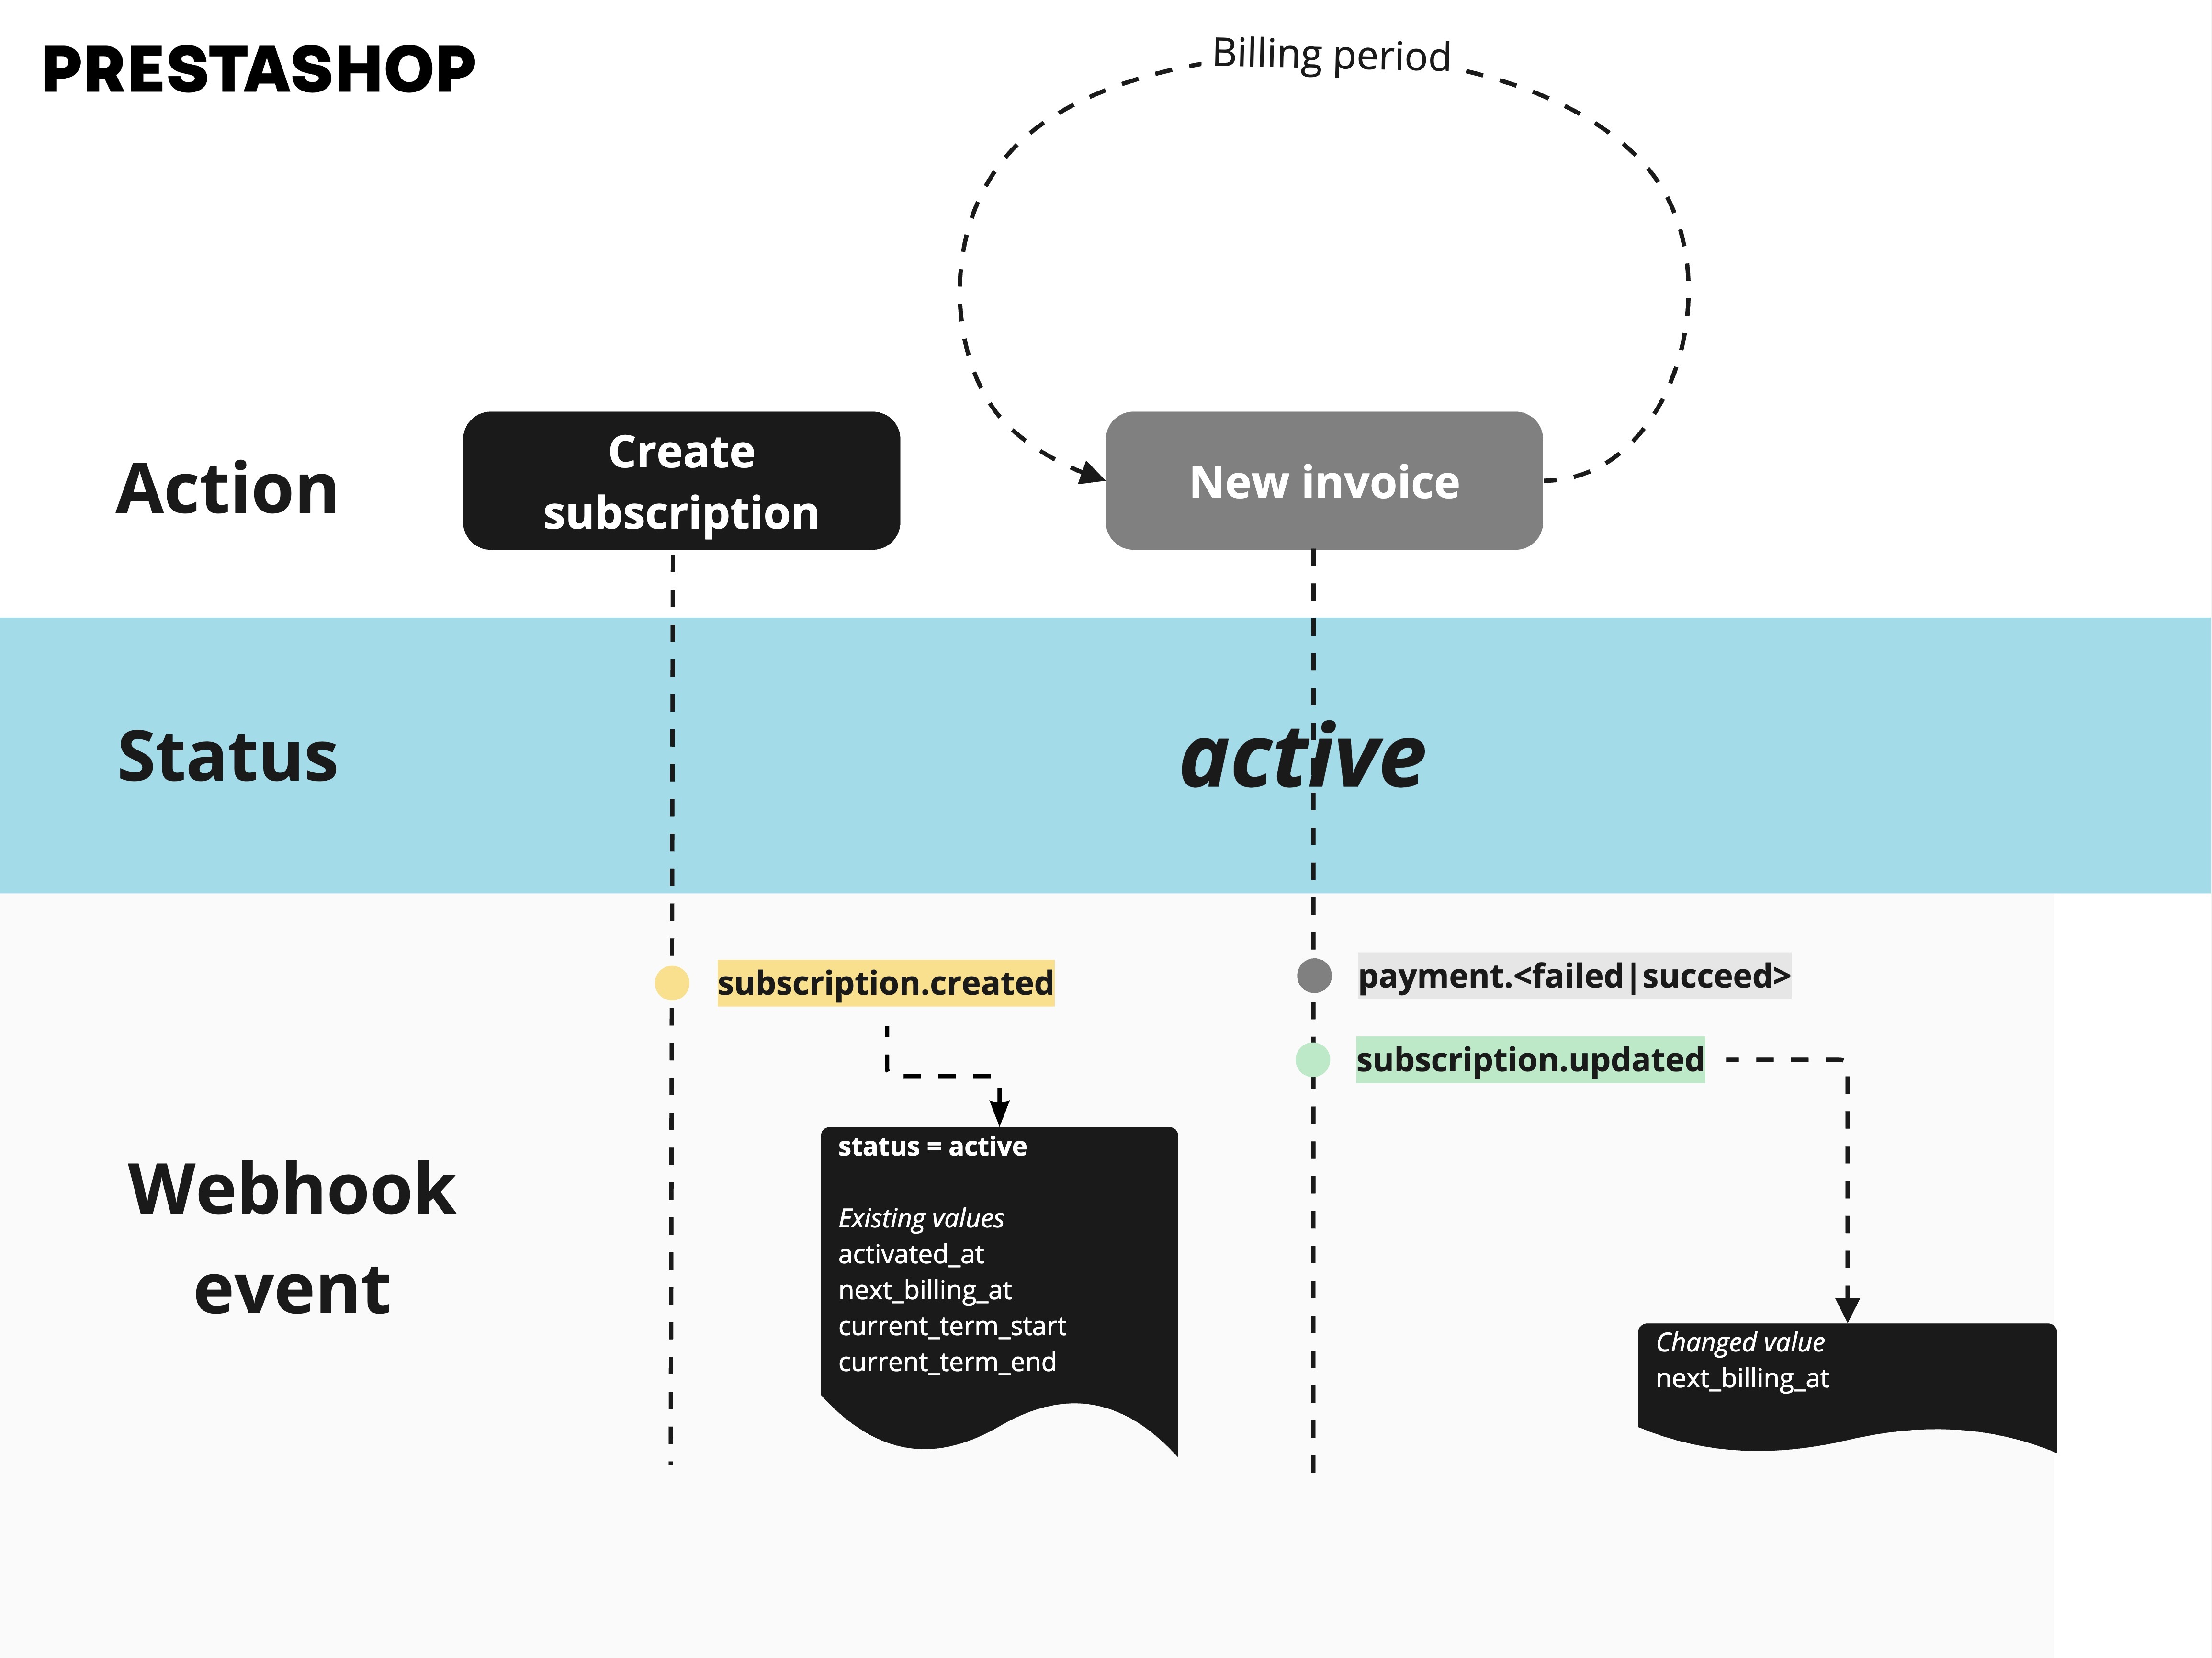 PRESTASHOP
Billing period
Action
Create
subscription
New invoice
Status
active
Webhook
event
subscription.created
payment.<failed|succeed>
subscription.updated
status = active
Existing values
activated_at
next_billing_at
current_term_start
current_term_end
Changed value
next_billing_at